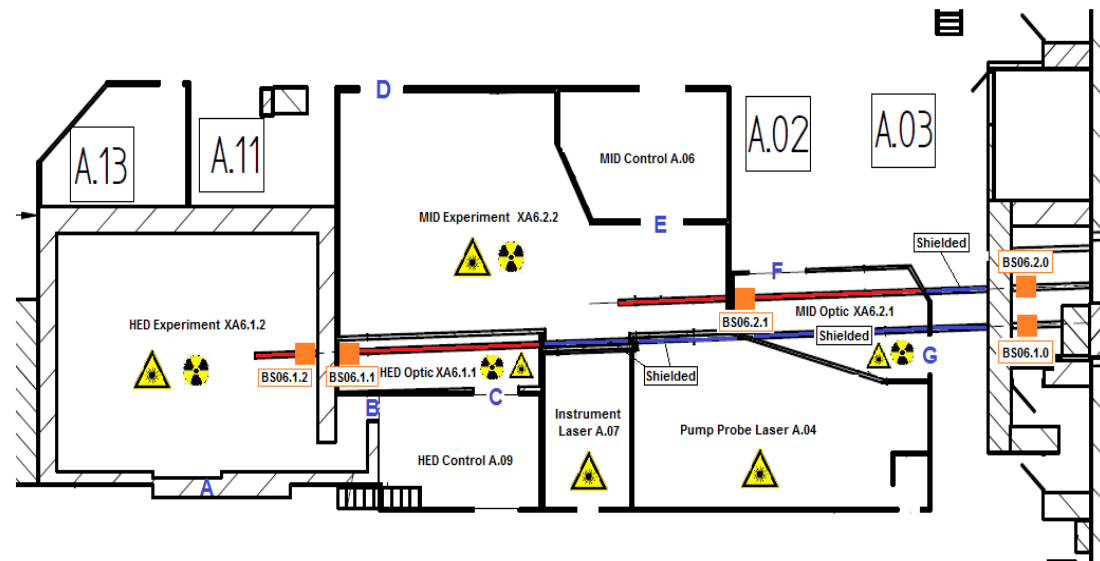 D
A.13
A.11
A.02
A.03
MID Control A.06
MID Experiment XA6.2.2
E
Shielded
BS06.2.0
F
MID Optic XA6.2.1
BS06.2.1
HED Experiment XA6.1.2
Shielded
BS06.1.0
G
BS06.1.2
BS06.1.1
HED Optic XA6.1.1
Shielded
C
B
Instrument
Laser A.07
Pump Probe Laser A.04
HED Control A.09
A